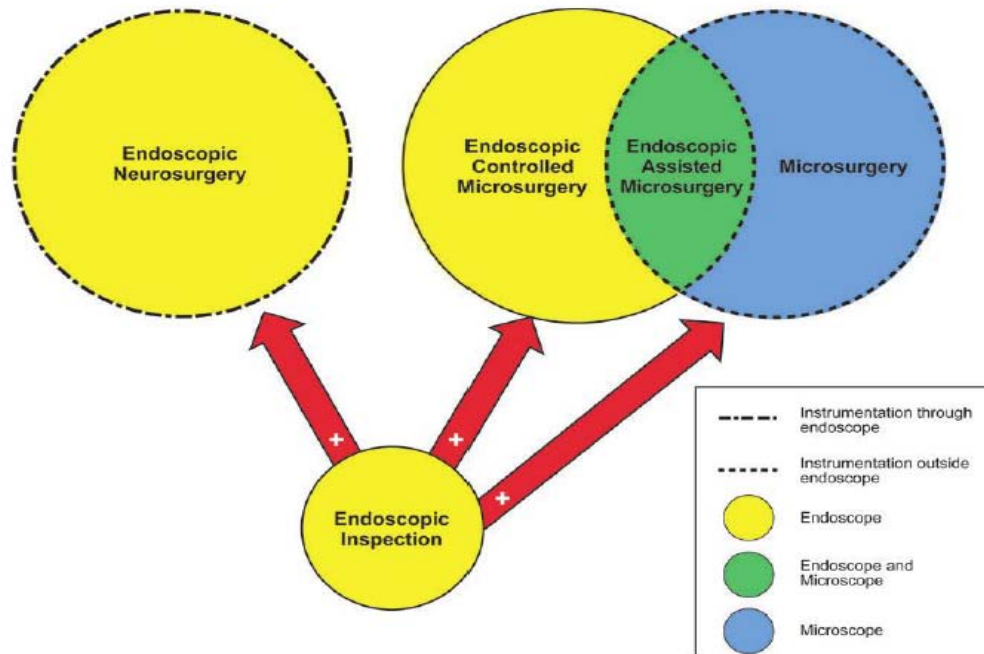 Endoscopic
Neurosurgery
Endoscopic
Controlled
Microsurgery
Endoscopic
Assisted
Microsurgery
Microsurgery
+
+
+
Endoscopic
Inspection
Instrumentation through
endoscope
Instrumentation outside
endoscope
Endoscope
Endoscope and
Microscope
Microscope